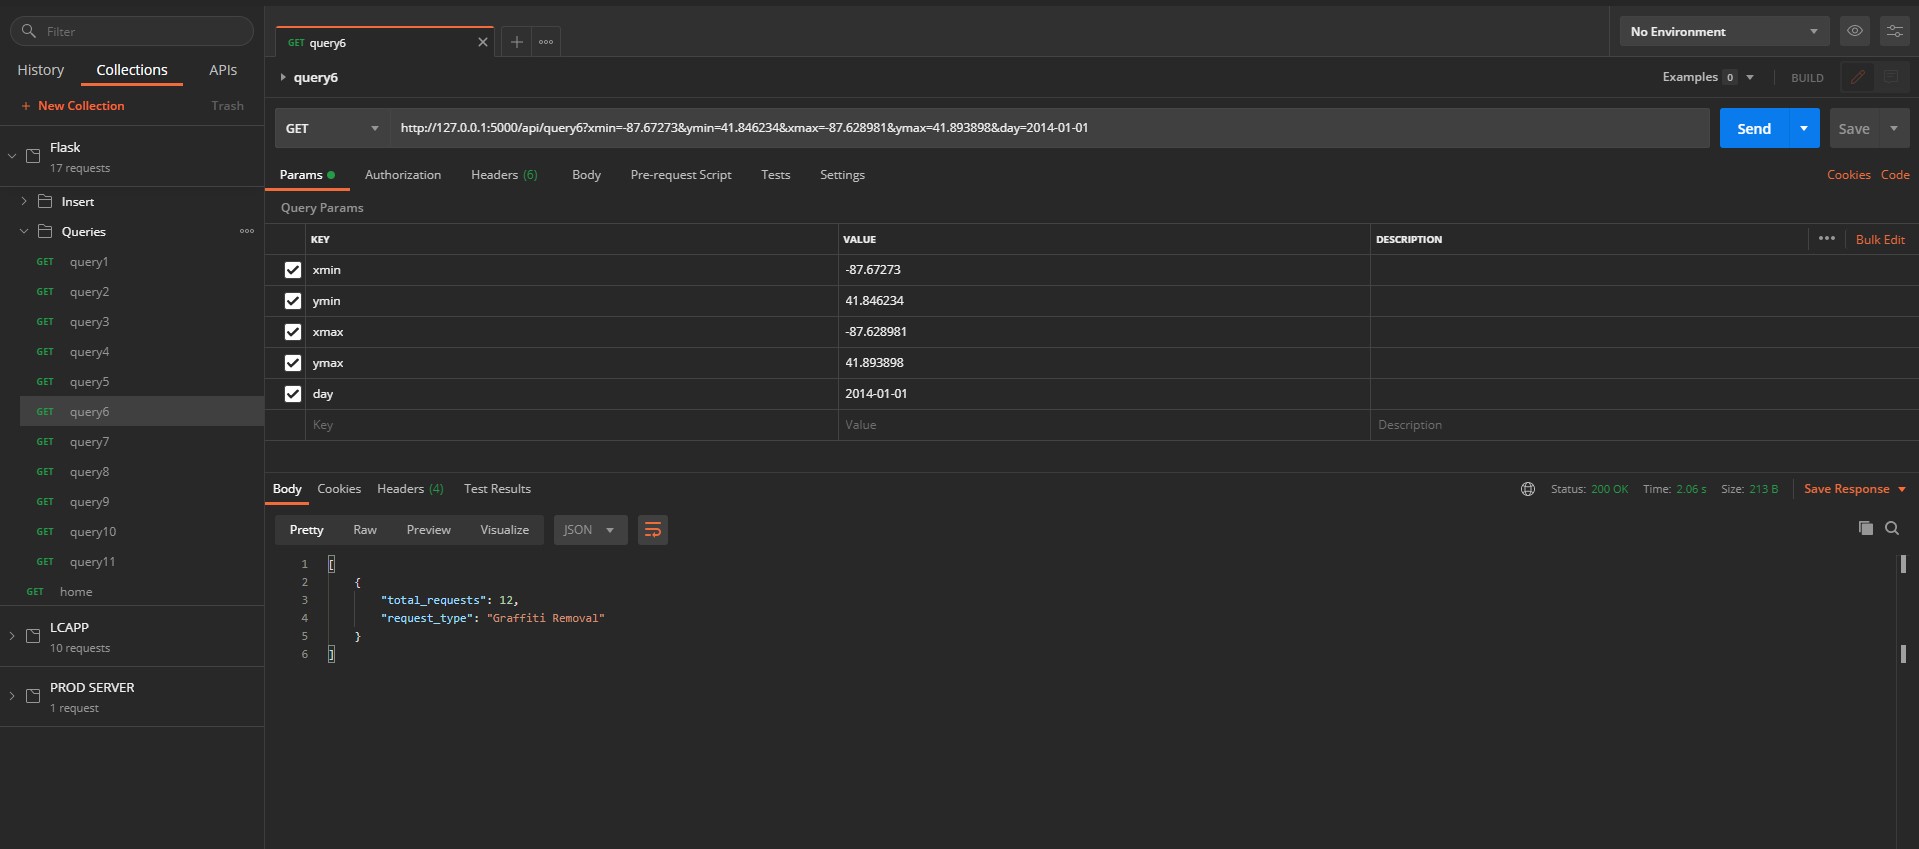 Filter
History Collections APIs
+ New Collection Trash
Flask
17 requests
Insert
Queries
GET query1
GET query2
GET query3
GET query4
GET query5
GET query6
GET query7
GET query8
GET query9
GET query10
GET query11
GET home
LCAPP
10 requests
PROD SERVER
1 request
GET query6
No Environment
query6
Examples 0 BUILD
GET http://127.0.0.1:5000/api/query6?xmin=-87.67273&ymin=41.846234&xmax=-87.628981&ymax=41.893898&day=2014-01-01 Send Save
Params Authorization Headers (6) Body Pre-request Script Tests Settings Cookies Code
Query Params
KEY VALUE DESCRIPTION Bulk Edit
xmin -87.67273
ymin 41.846234
xmax -87.628981
ymax 41.893898
day 2014-01-01
Key Value Description
Body Cookies Headers (4) Test Results Status: 200 OK Time: 2.06 s Size: 213 B Save Response
Pretty Raw Preview Visualize JSON
1 [
2 {
3 "total_requests": 12,
4 "request_type": "Graffiti Removal"
5 }
6 ]